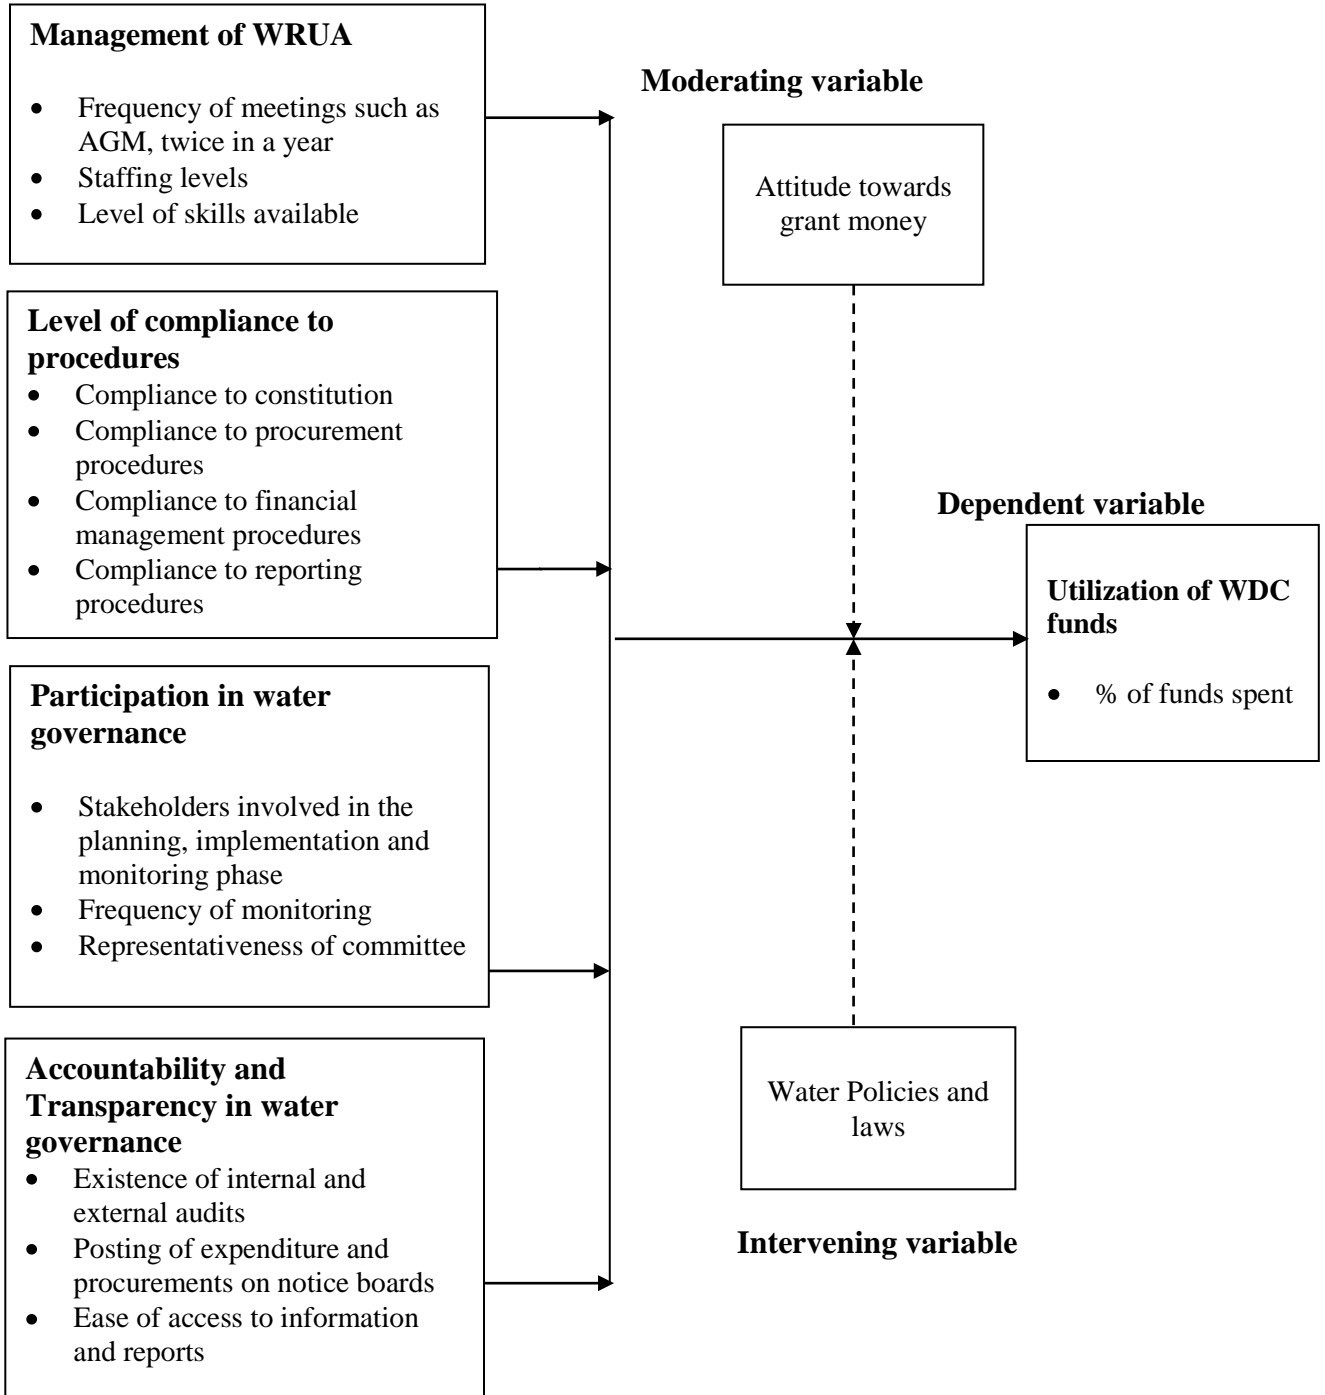 Management of WRUA
• Frequency of meetings such as
AGM, twice in a year
• Staffing levels
• Level of skills available
Level of compliance to
procedures
• Compliance to constitution
• Compliance to procurement
procedures
• Compliance to financial
management procedures
• Compliance to reporting
procedures
Participation in water
governance
• Stakeholders involved in the
planning, implementation and
monitoring phase
• Frequency of monitoring
• Representativeness of committee
Accountability and
Transparency in water
governance
• Existence of internal and
external audits
• Posting of expenditure and
procurements on notice boards
• Ease of access to information
and reports
Moderating variable
Attitude towards
grant money
Water Policies and
laws
Intervening variable
Dependent variable
Utilization of WDC
funds
• % of funds spent